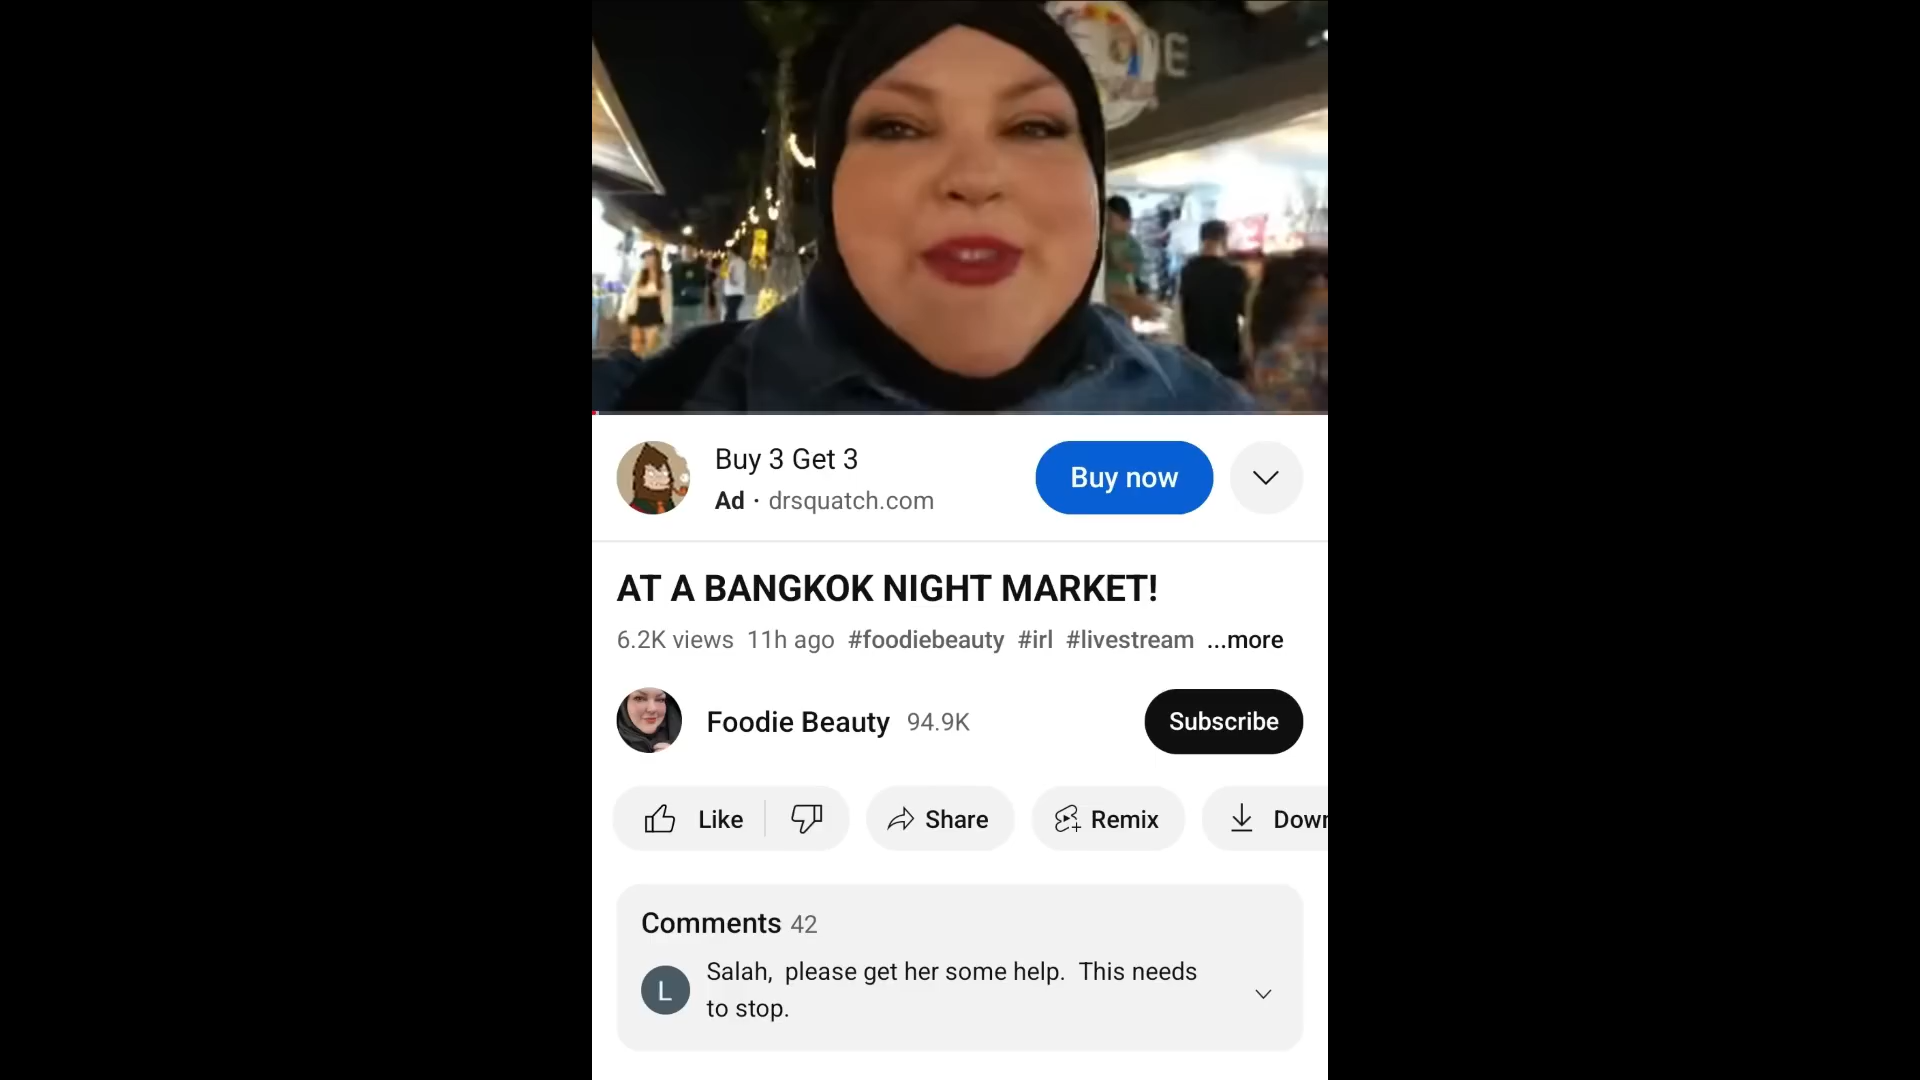 Buy 3 Get 3
Buy now
Ad · drsquatch.com
AT A BANGKOK NIGHT MARKET!
6.2K views 11h ago #foodiebeauty #irl #livestream ...more
Foodie Beauty 94.9K
Subscribe
Like
Share
Remix
Down
Comments 42
L
Salah, please get her some help. This needs
to stop.